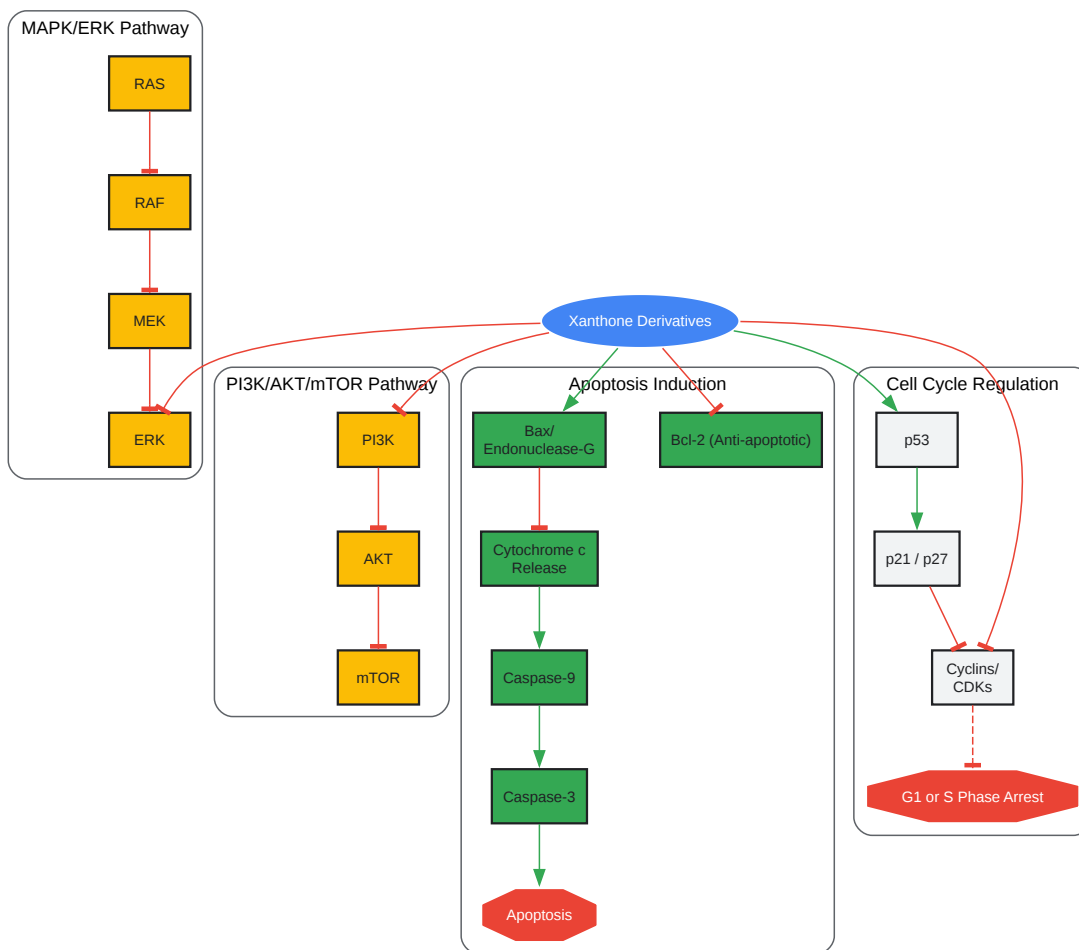 MAPK/ERK Pathway
RAS
RAF
MEK
ERK
Xanthone Derivatives
PI3K/AKT/mTOR Pathway
PI3K
AKT
mTOR
Apoptosis Induction
Bax/
Endonuclease-G
Bcl-2 (Anti-apoptotic)
Cytochrome c
Release
Caspase-9
Caspase-3
Apoptosis
Cell Cycle Regulation
p53
p21 / p27
Cyclins/
CDKs
G1 or S Phase Arrest